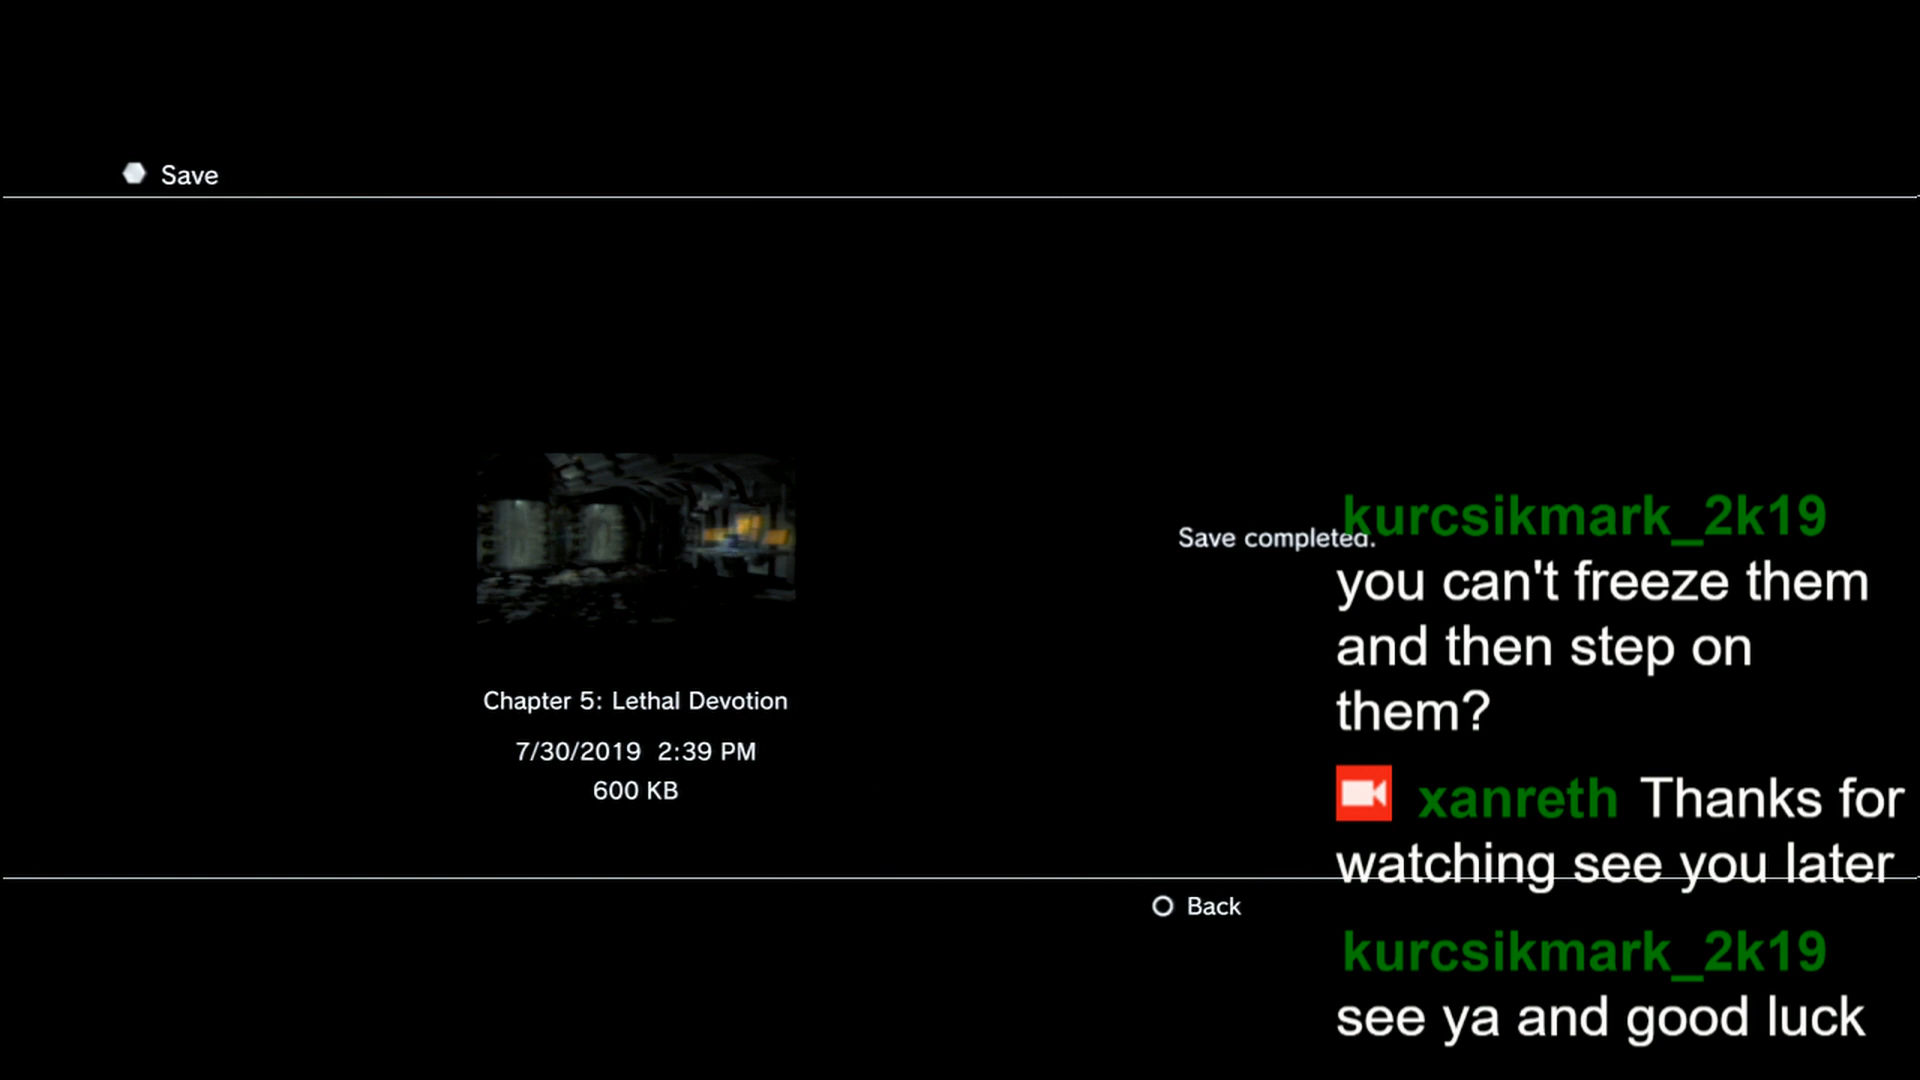 Save
Save completed.
Chapter 5: Lethal Devotion
7/30/2019 2:39 PM
600 KB
Back
kurcsikmark_2k19
you can't freeze them
and then step on
them?
xanreth Thanks for
watching see you later
kurcsikmark_2k19
see ya and good luck